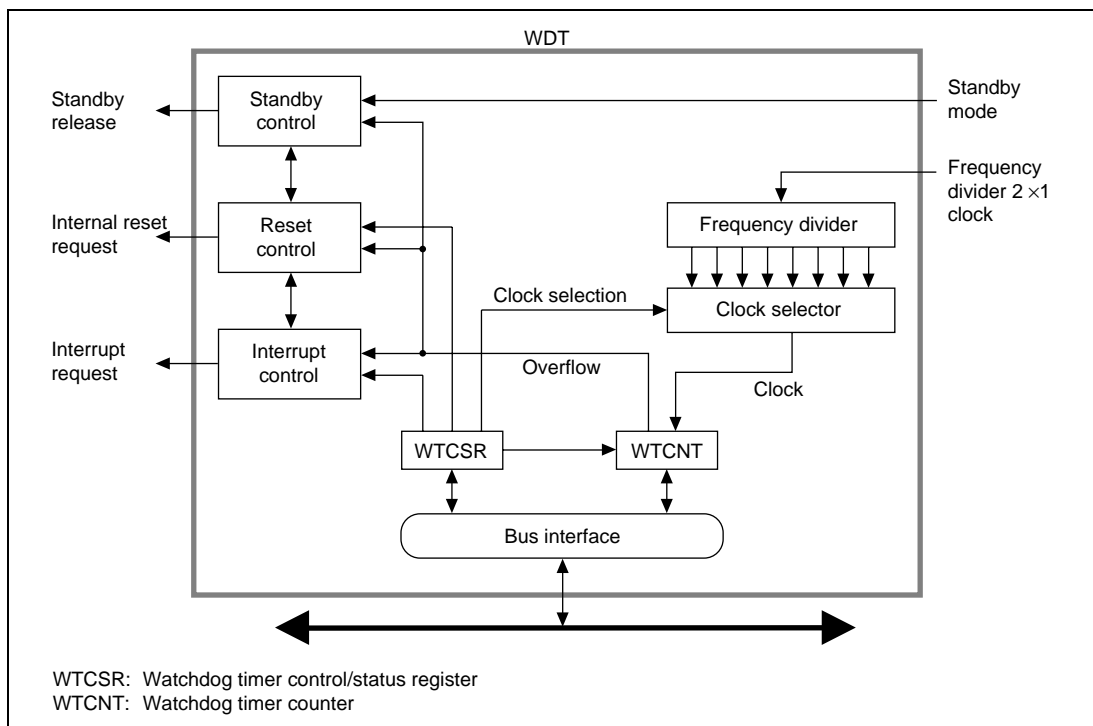 WDT
Standby
release
Standby
control
Standby
mode
Frequency
divider 2 ×1
clock
Internal reset
request
Reset
control
Frequency divider
Clock selection
Clock selector
Interrupt
request
Interrupt
control
Overflow
Clock
WTCSR
WTCNT
Bus interface
WTCSR: Watchdog timer control/status register
WTCNT: Watchdog timer counter